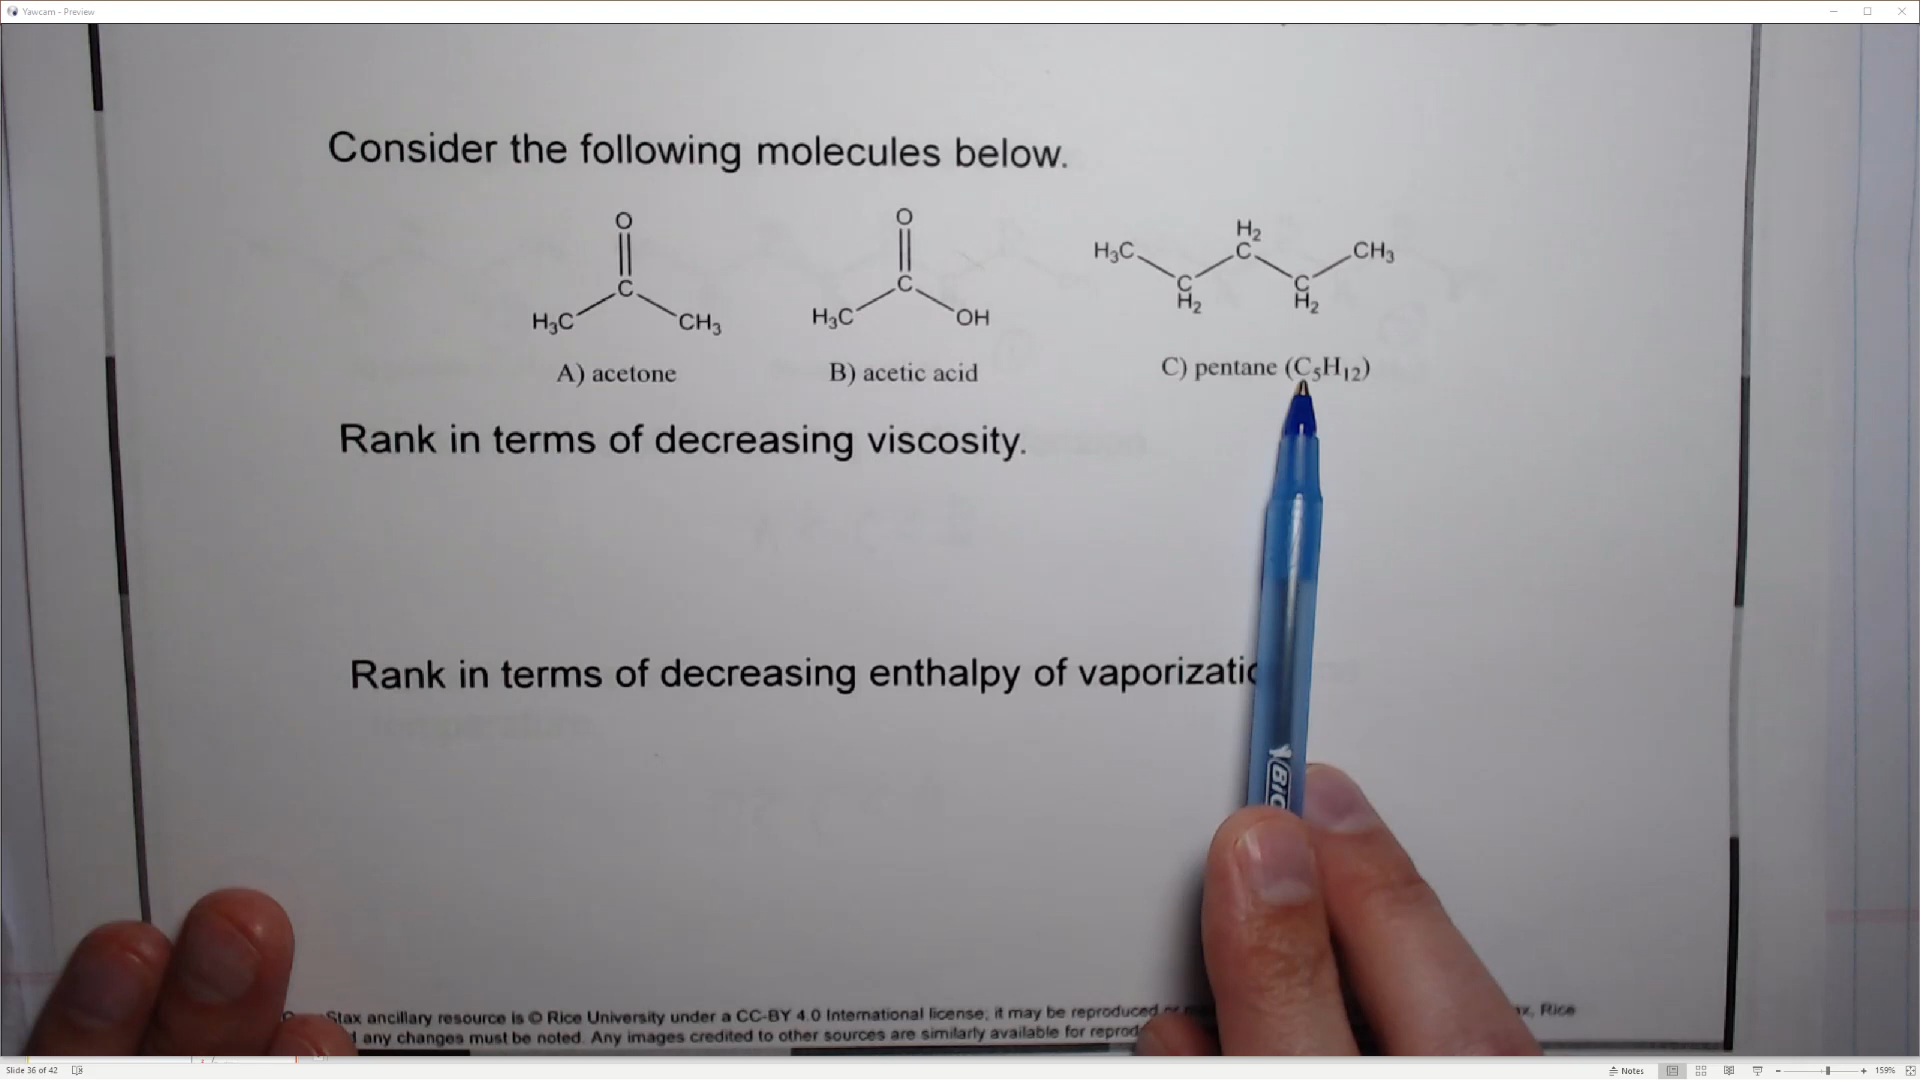 Yawcam - Preview
Consider the following molecules below.
O
C
H₃C CH₃
A) acetone
O
C
H₃C OH
B) acetic acid
H₂
H₃C C CH₃
C C
H₂ H₂
C) pentane (C₅H₁₂)
Rank in terms of decreasing viscosity.
Rank in terms of decreasing enthalpy of
BIC
Stax ancillary resource is © Rice University under a CC-BY 4.0 International license; it may be reproduced Rice
any changes must be noted. Any images credited to other sources are similarly available for
Slide 36 of 42
Notes
159%